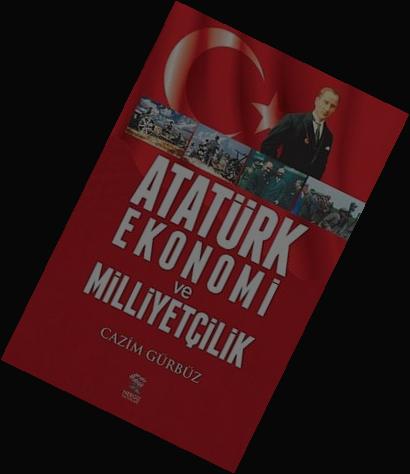 ATATÜRK
EKONOMİ
ve
MİLLİYETÇİLİK
CAZİM GÜRBÜZ